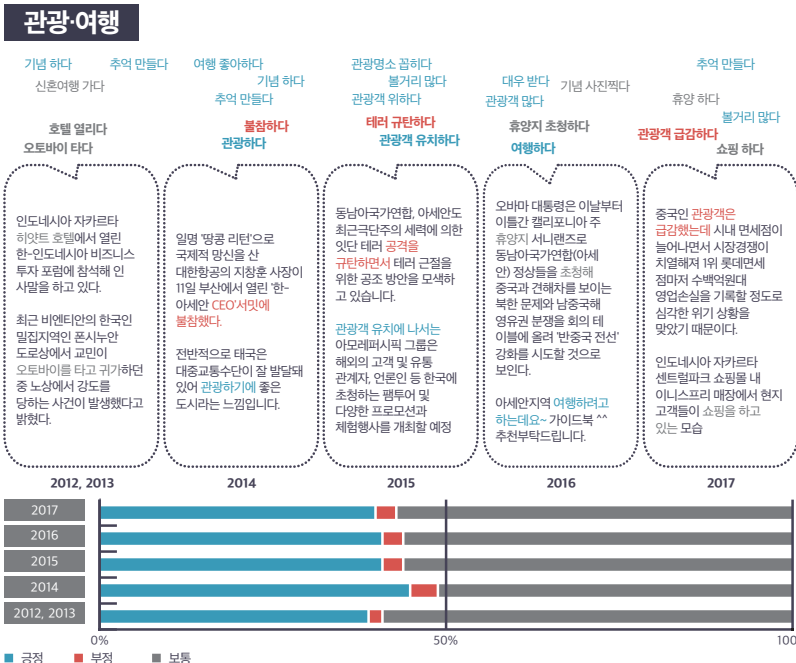 관광·여행
기념 하다 추억 만들다
신혼여행 가다
호텔 열리다
오토바이 타다
여행 좋아하다
기념 하다
추억 만들다
불참하다
관광하다
관광명소 꼽히다
볼거리 많다
관광객 위하다
테러 규탄하다
관광객 유치하다
대우 받다 기념 사진찍다
관광객 많다
휴양지 초청하다
여행하다
추억 만들다
휴양 하다
볼거리 많다
관광객 급감하다
쇼핑 하다
인도네시아 자카르타
히얏트 호텔에서 열린
한-인도네시아 비즈니스
투자 포럼에 참석해 인
사말을 하고 있다.
최근 비엔티안의 한국인
밀집지역인 폰시누안
도로상에서 교민이
오토바이를 타고 귀가하던
중 노상에서 강도를
당하는 사건이 발생했다고
밝혔다.
2012, 2013
일명 '땅콩 리턴'으로
국제적 망신을 산
대한항공의 지창훈 사장이
11일 부산에서 열린 '한-
아세안 CEO'서밋에
불참했다.
전반적으로 태국은
대중교통수단이 잘 발달돼
있어 관광하기에 좋은
도시라는 느낌입니다.
2014
동남아국가연합, 아세안도
최근극단주의 세력에 의한
잇단 테러 공격을
규탄하면서 테러 근절을
위한 공조 방안을 모색하
고 있습니다.
관광객 유치에 나서는
아모레퍼시픽 그룹은
해외의 고객 및 유통
관계자, 언론인 등 한국에
초청하는 팸투어 및
다양한 프로모션과
체험행사를 개최할 예정
2015
오바마 대통령은 이날부터
이틀간 캘리포니아 주
휴양지 서니랜즈로
동남아국가연합(아세
안) 정상들을 초청해
중국과 견해차를 보이는
북한 문제와 남중국해
영유권 분쟁을 회의 테
이블에 올려 '반중국 전선'
강화를 시도할 것으로
보인다.
아세안지역 여행하려고
하는데요~ 가이드북 ^^
추천부탁드립니다.
2016
중국인 관광객은
급감했는데 시내 면세점이
늘어나면서 시장경쟁이
치열해져 1위 롯데면세
점마저 수백억원대
영업손실을 기록할 정도로
심각한 위기 상황을
맞았기 때문이다.
인도네시아 자카르타
센트럴파크 쇼핑몰 내
이니스프리 매장에서 현지
고객들이 쇼핑을 하고
있는 모습
2017
2017
2016
2015
2014
2012, 2013
0% 50% 100
긍정 부정 보통